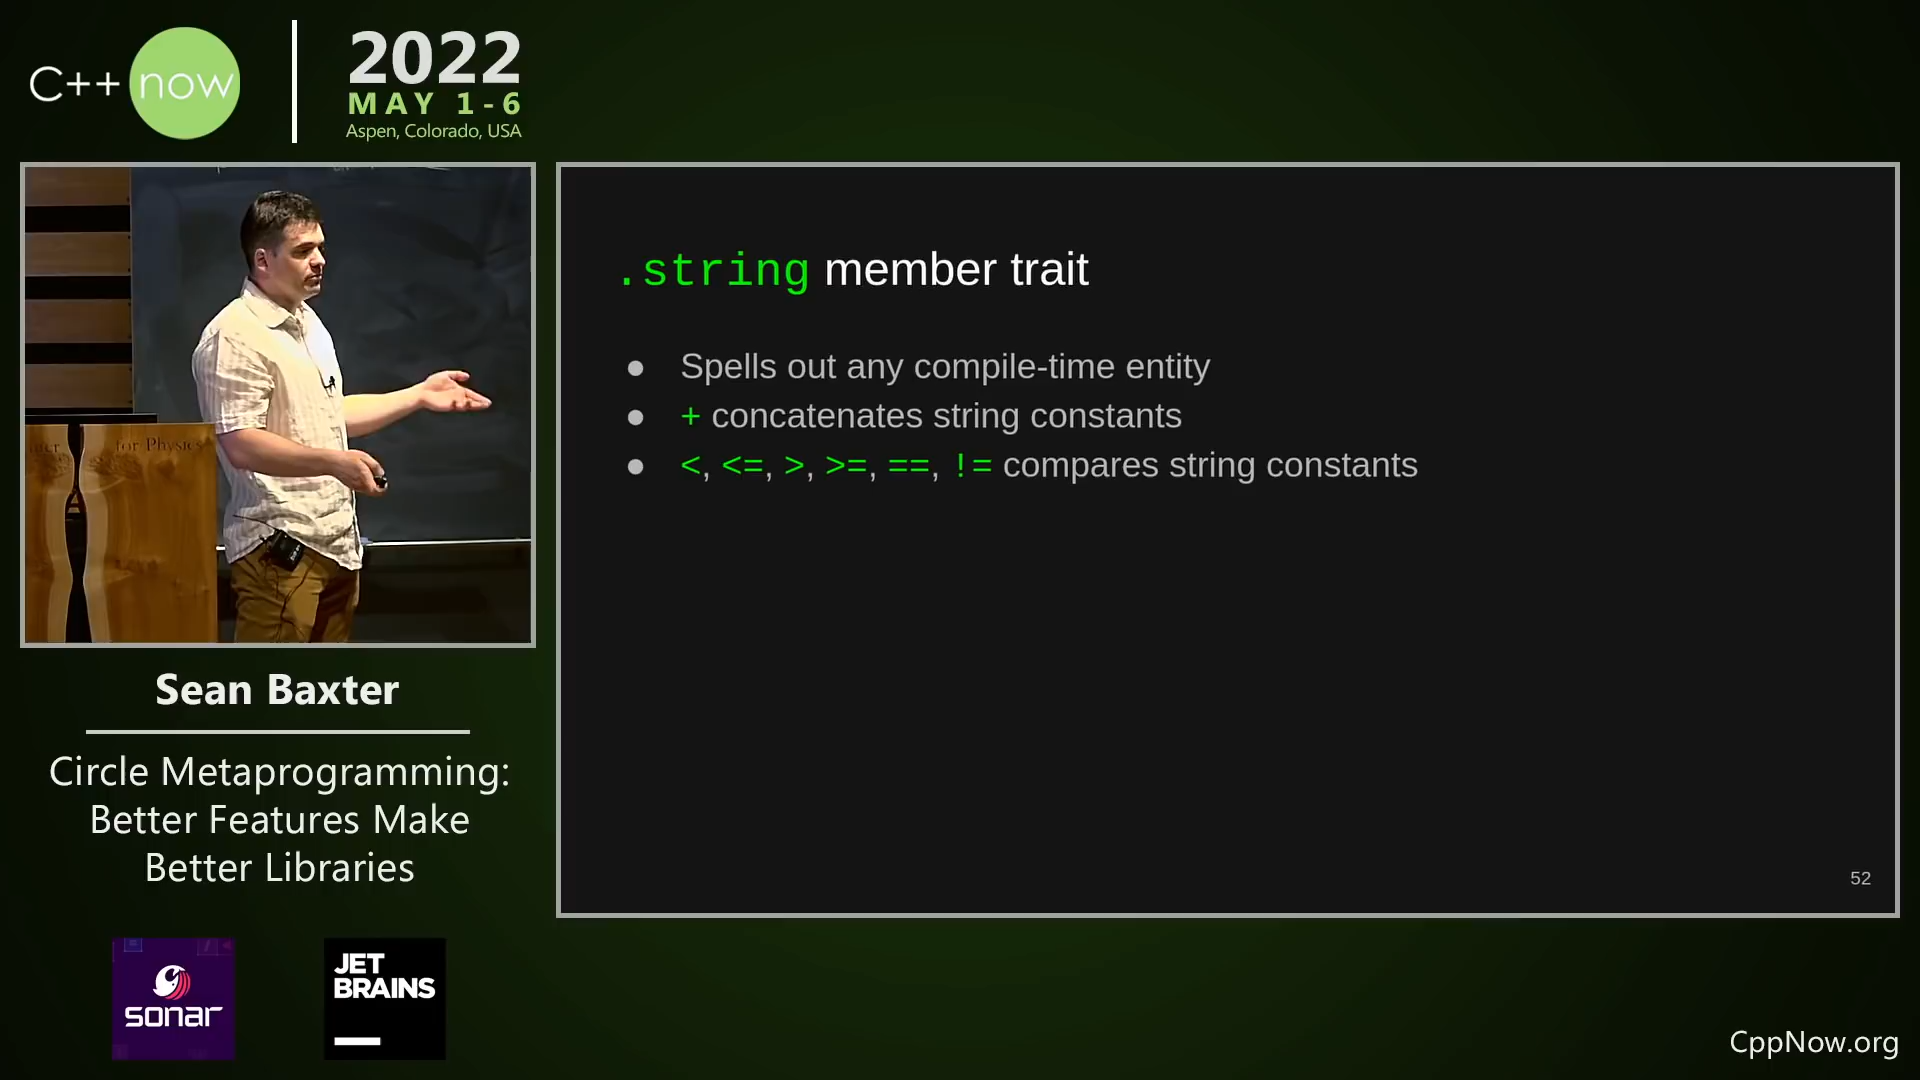 C++ now
2022
MAY 1-6
Aspen, Colorado, USA
for Physics
.string member trait
● Spells out any compile-time entity
● + concatenates string constants
● <, <=, >, >=, ==, != compares string constants
52
Sean Baxter
Circle Metaprogramming:
Better Features Make
Better Libraries
sonar
JET
BRAINS
CppNow.org